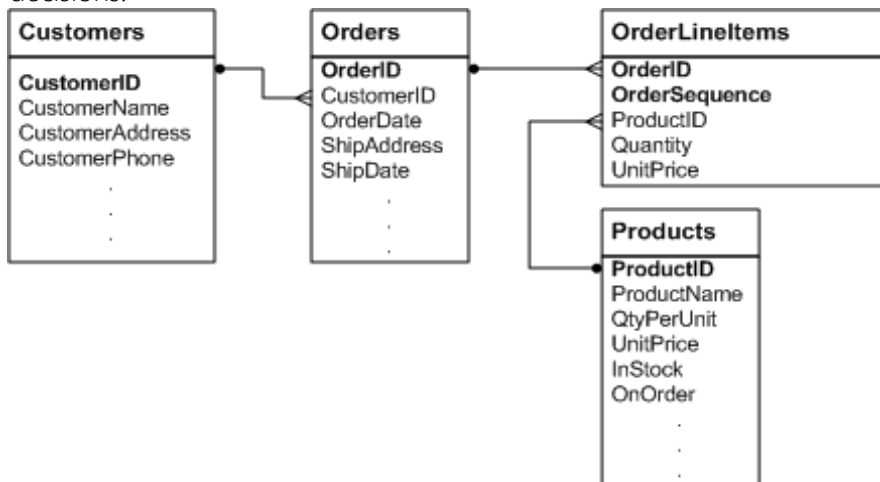 decisions.
Customers
CustomerID
CustomerName
CustomerAddress
CustomerPhone
.
.
.
Orders
OrderID
CustomerID
OrderDate
ShipAddress
ShipDate
.
.
.
OrderLineItems
OrderID
OrderSequence
ProductID
Quantity
UnitPrice
Products
ProductID
ProductName
QtyPerUnit
UnitPrice
InStock
OnOrder
.
.
.